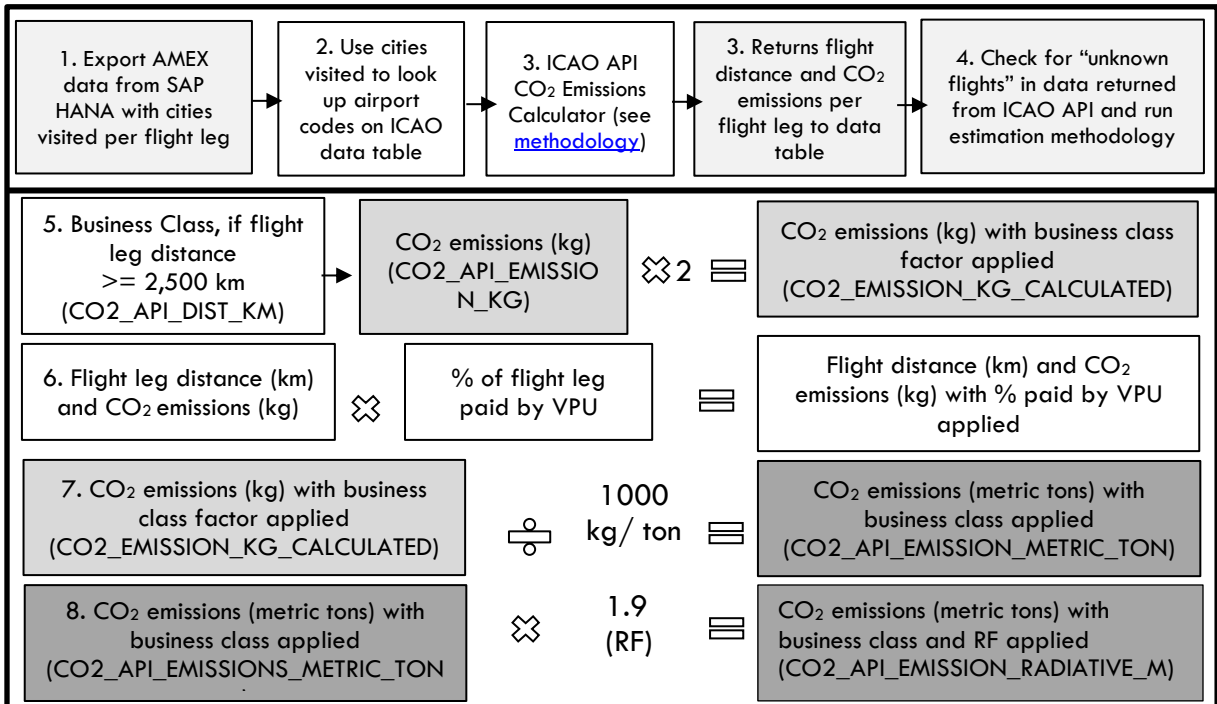 1. Export AMEX
data from SAP
HANA with cities
visited per flight leg
2. Use cities
visited to look
up airport
codes on ICAO
data table
3. ICAO API
CO₂ Emissions
Calculator (see
methodology)
3. Returns flight
distance and CO₂
emissions per
flight leg to data
table
4. Check for “unknown
flights” in data returned
from ICAO API and run
estimation methodology
5. Business Class, if flight
leg distance
>= 2,500 km
(CO2_API_DIST_KM)
CO₂ emissions (kg)
(CO2_API_EMISSIO
N_KG)
✖2 =
CO₂ emissions (kg) with business class
factor applied
(CO2_EMISSION_KG_CALCULATED)
6. Flight leg distance (km)
and CO₂ emissions (kg)
✖
% of flight leg
paid by VPU
=
Flight distance (km) and CO₂
emissions (kg) with % paid by VPU
applied
7. CO₂ emissions (kg) with business
class factor applied
(CO2_EMISSION_KG_CALCULATED)
÷
1000
kg/ ton
=
CO₂ emissions (metric tons) with
business class applied
(CO2_API_EMISSION_METRIC_TON)
8. CO₂ emissions (metric tons) with
business class applied
(CO2_API_EMISSIONS_METRIC_TON
✖
1.9
(RF)
=
CO₂ emissions (metric tons) with
business class and RF applied
(CO2_API_EMISSION_RADIATIVE_M)